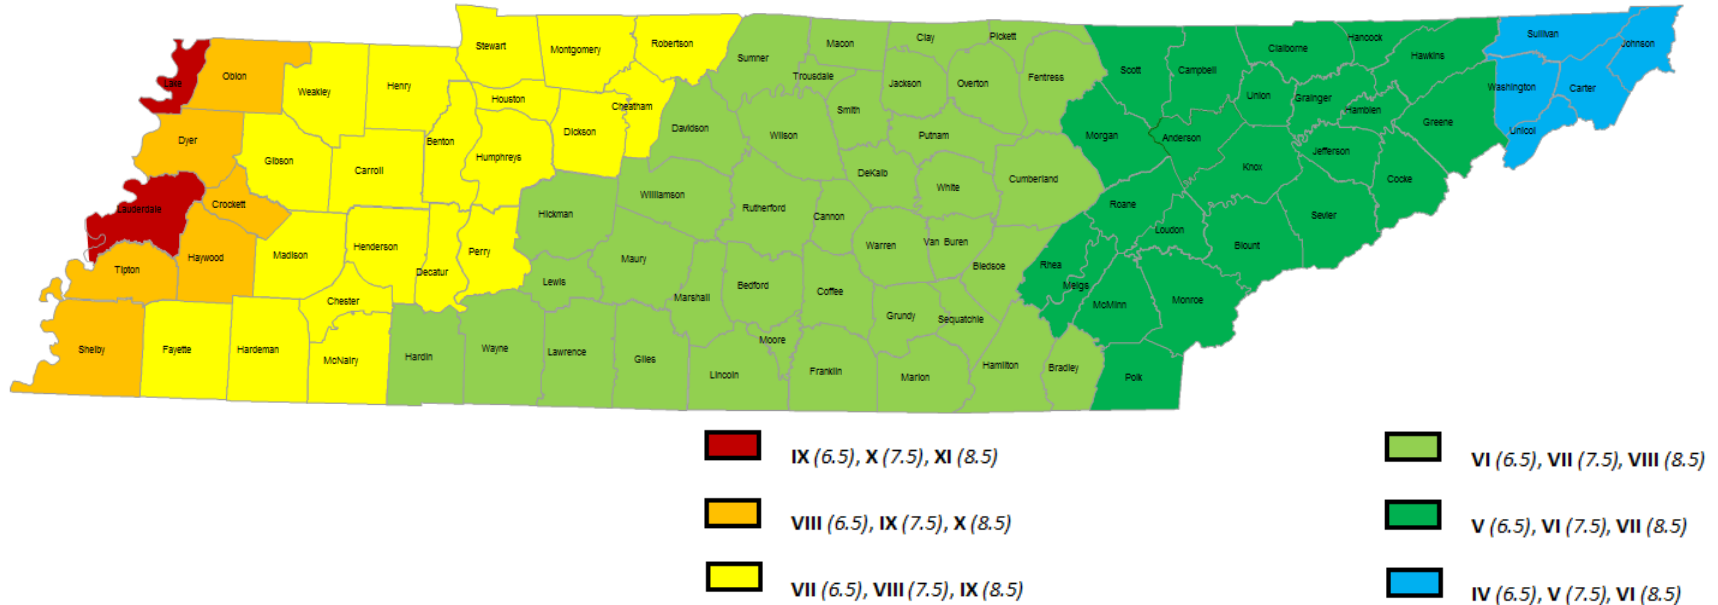 Stewart
Montgomery
Robertson
Sumner
Macon
Clay
Pickett
Scott
Campbell
Claiborne
Hancock
Hawkins
Sullivan
Johnson
Lake
Obion
Weakley
Henry
Houston
Cheatham
Trousdale
Jackson
Overton
Fentress
Union
Grainger
Hamblen
Washington
Carter
Dyer
Gibson
Carroll
Benton
Humphreys
Dickson
Davidson
Wilson
Smith
Putnam
Morgan
Anderson
Knox
Jefferson
Greene
Unicoi
Lauderdale
Crockett
Hickman
Williamson
Rutherford
Cannon
DeKalb
White
Cumberland
Roane
Loudon
Blount
Sevier
Cocke
Tipton
Haywood
Madison
Henderson
Decatur
Perry
Lewis
Maury
Marshall
Bedford
Coffee
Warren
Van Buren
Bledsoe
Rhea
Meigs
McMinn
Monroe
Shelby
Fayette
Hardeman
Chester
McNairy
Hardin
Wayne
Lawrence
Giles
Lincoln
Moore
Franklin
Grundy
Sequatchie
Marion
Hamilton
Bradley
Polk
IX (6.5), X (7.5), XI (8.5)
VIII (6.5), IX (7.5), X (8.5)
VII (6.5), VIII (7.5), IX (8.5)
VI (6.5), VII (7.5), VIII (8.5)
V (6.5), VI (7.5), VII (8.5)
IV (6.5), V (7.5), VI (8.5)